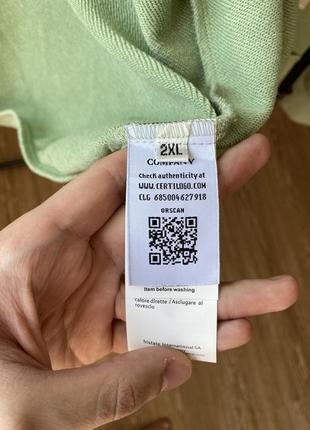 2XL
COMPANY
Check authenticity at
WWW.CERTILOGO.COM
CLG 685004627918
ORSCAN
Item before washing
calore dirette / Asciugare al
rovescio
Tristate International SA